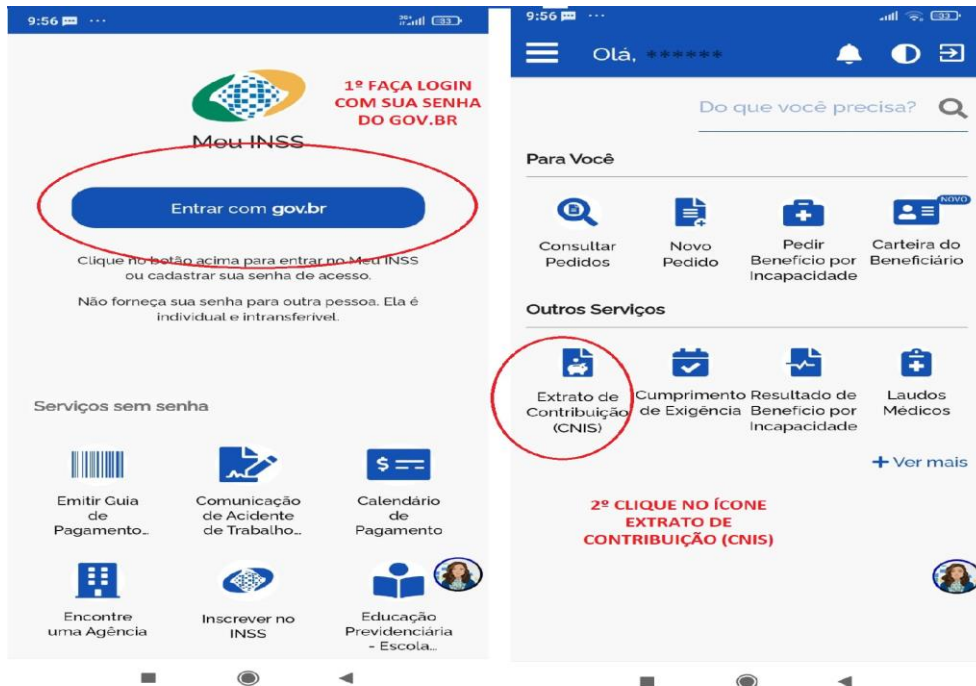 9:56
1º FAÇA LOGIN
COM SUA SENHA
DO GOV.BR
Meu INSS
Entrar com gov.br
Clique no botão acima para entrar no Meu INSS
ou cadastrar sua senha de acesso.
Não forneça sua senha para outra pessoa. Ela é
individual e intransferível.
Serviços sem senha
Emitir Guia
de
Pagamento...
Comunicação
de Acidente
de Trabalho...
Calendário
de
Pagamento
Encontre
uma Agência
Inscrever no
INSS
Educação
Previdenciária
- Escola...
9:56
33
Olá, ******
Do que você precisa?
Para Você
Consultar
Pedidos
Novo
Pedido
Pedir
Benefício por
Incapacidade
NOVO
Carteira do
Beneficiário
Outros Serviços
Extrato de
Contribuição
(CNIS)
Cumprimento
de Exigência
Resultado de
Benefício por
Incapacidade
Laudos
Médicos
+ Ver mais
2º CLIQUE NO ÍCONE
EXTRATO DE
CONTRIBUIÇÃO (CNIS)